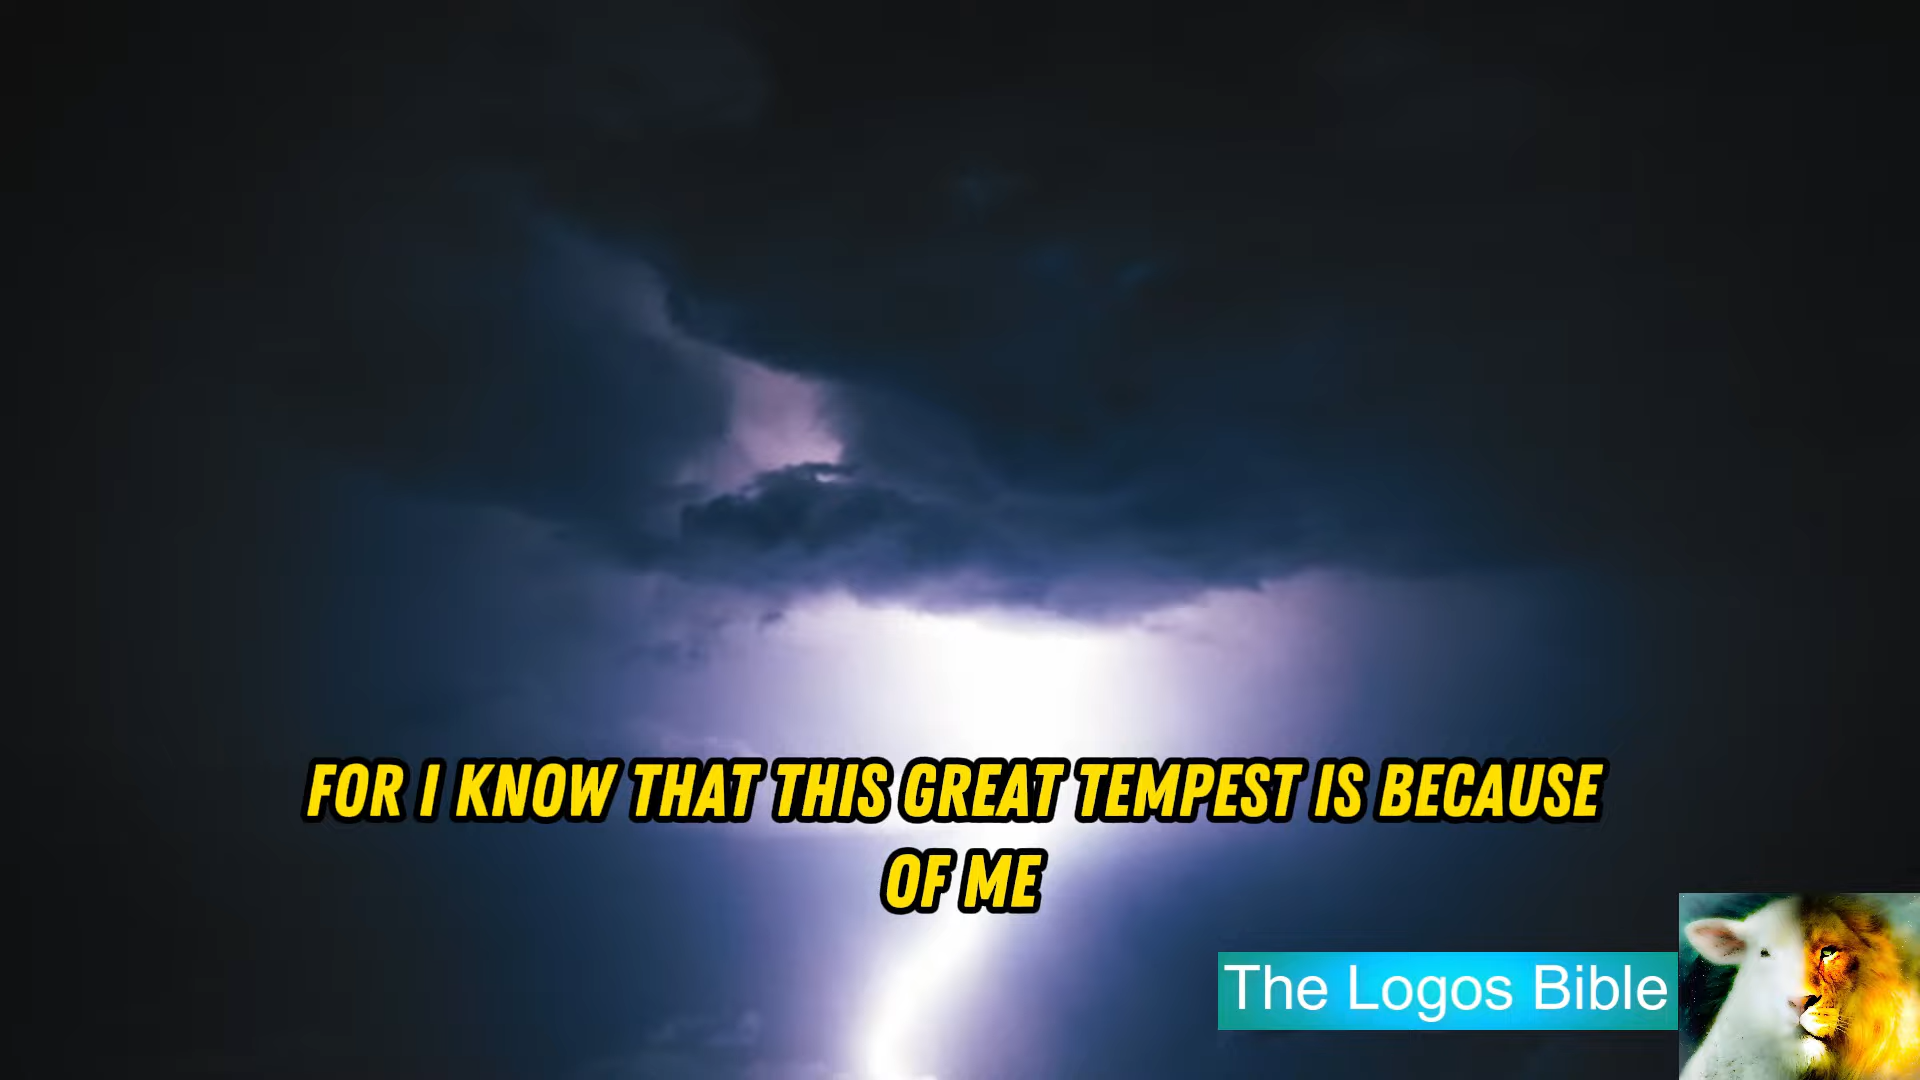 FOR I KNOW THAT THIS GREAT TEMPEST IS BECAUSE
OF ME
The Logos Bible